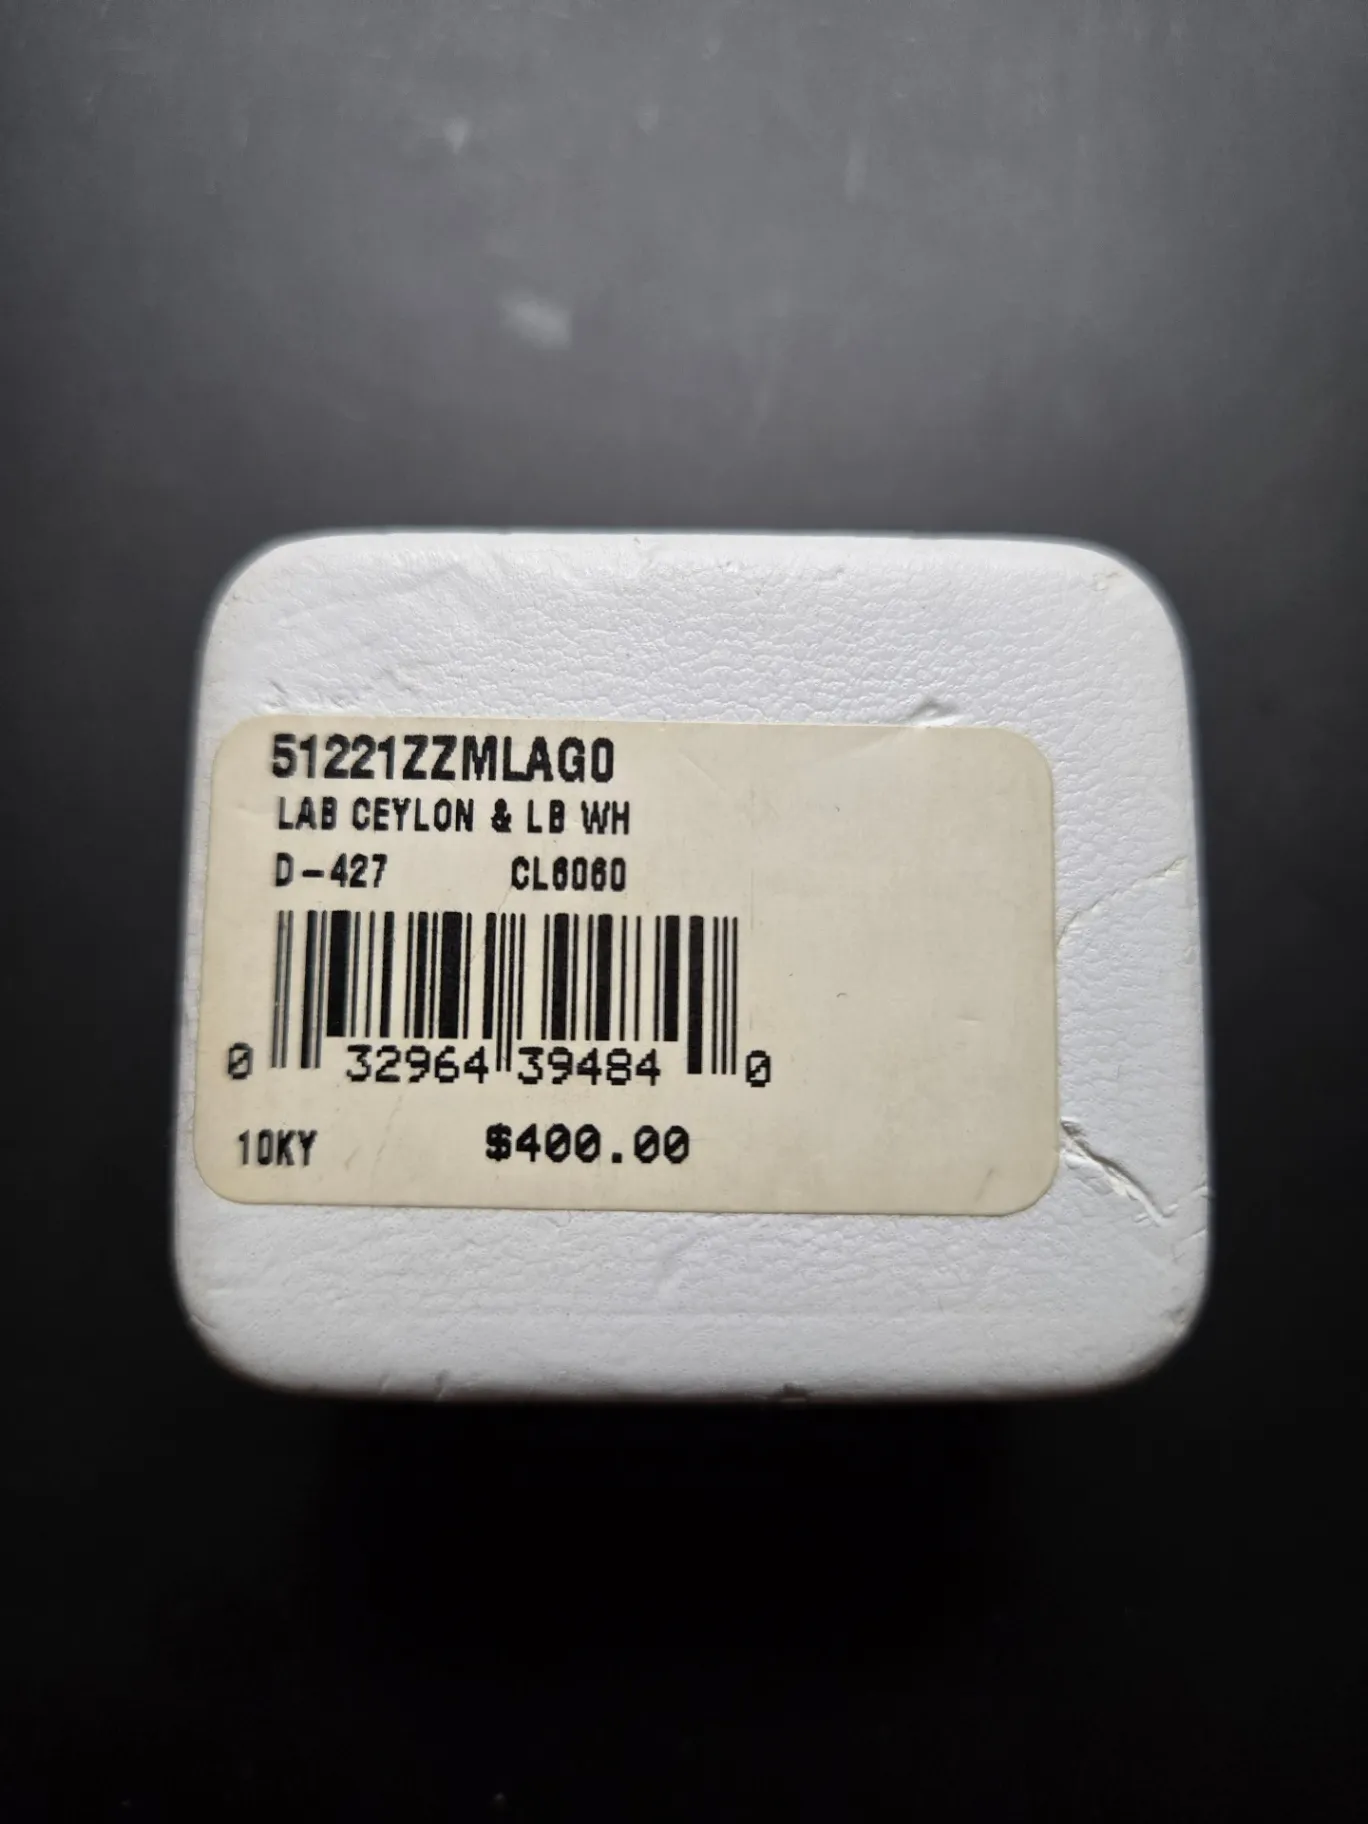 51221ZZMLAG0
LAB CEYLON & LB WH
D-427 CL6060
0 32964 39484 0
10KY $400.00